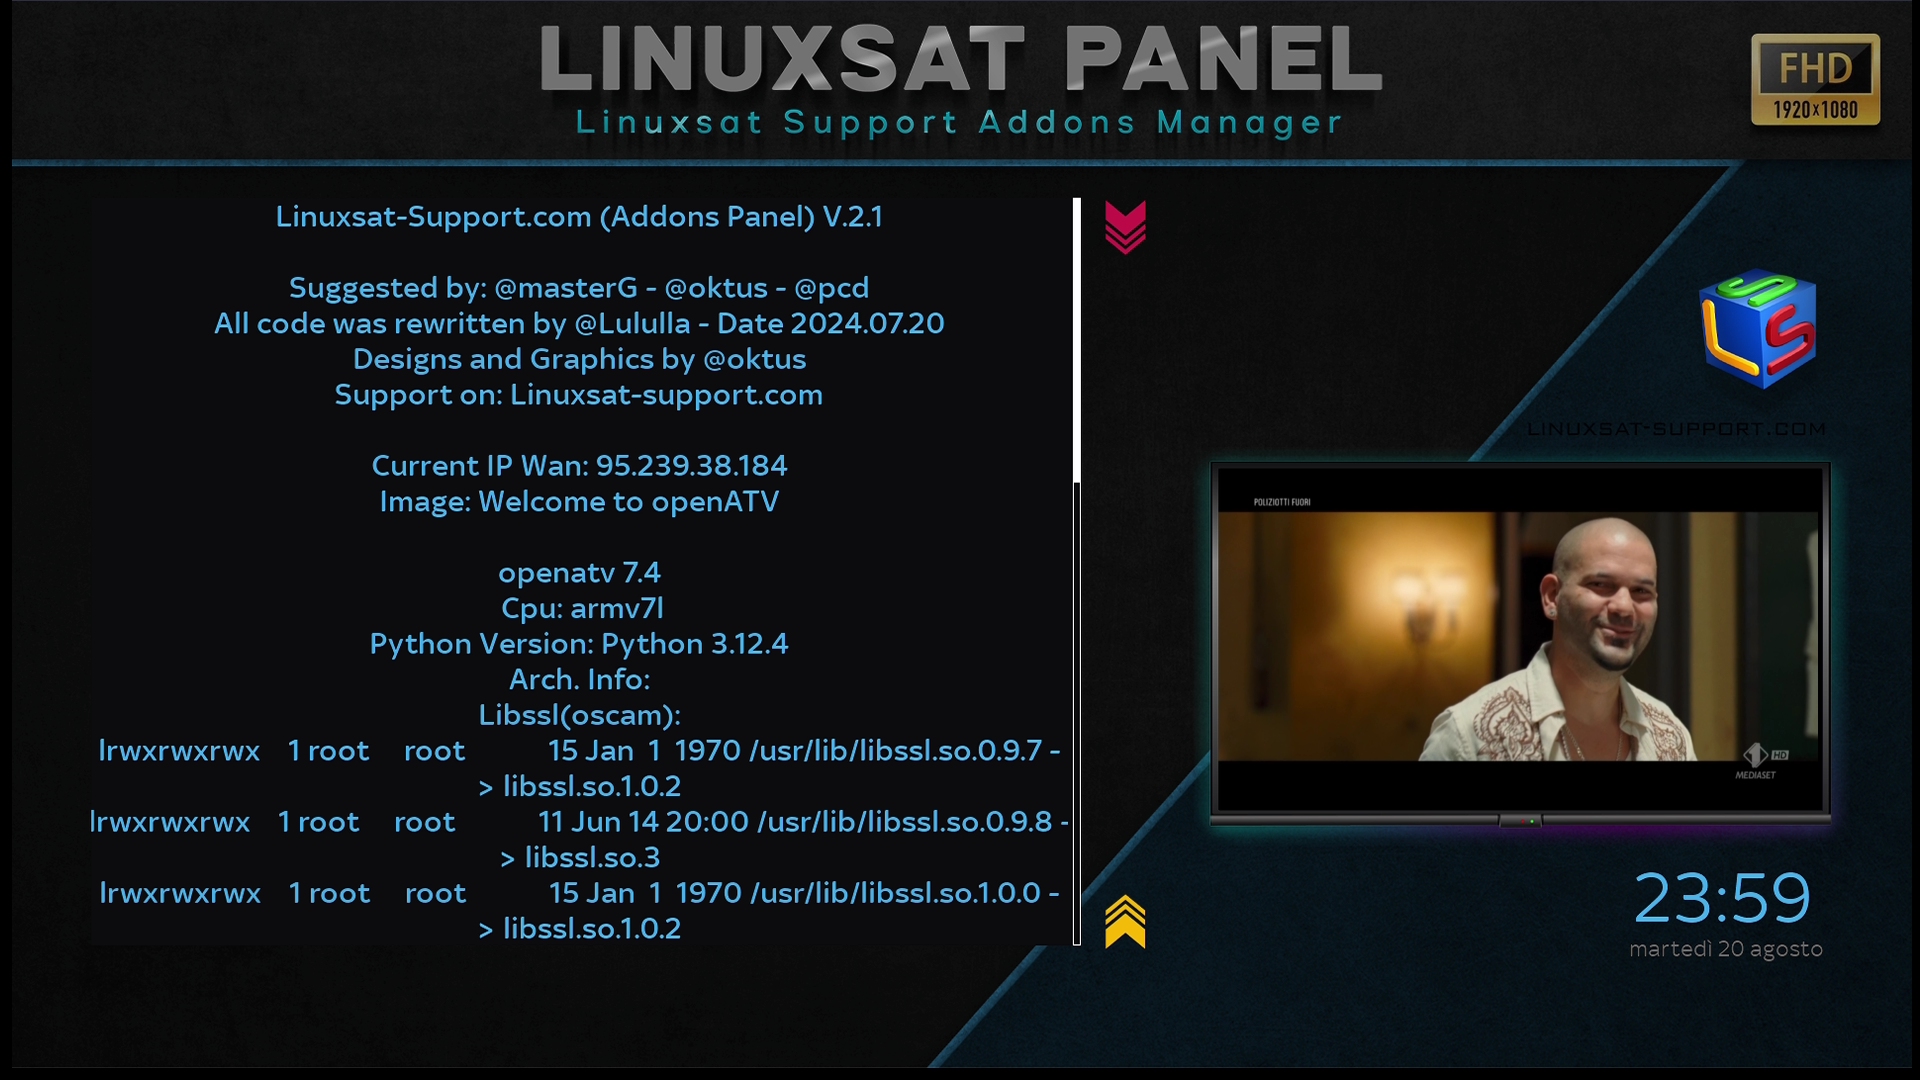 LINUXSAT PANEL
Linuxsat Support Addons Manager
FHD
1920x1080
Linuxsat-Support.com (Addons Panel) V.2.1
Suggested by: @masterG - @oktus - @pcd
All code was rewritten by @Lululla - Date 2024.07.20
Designs and Graphics by @oktus
Support on: Linuxsat-support.com
Current IP Wan: 95.239.38.184
Image: Welcome to openATV
openatv 7.4
Cpu: armv7l
Python Version: Python 3.12.4
Arch. Info:
Libssl(oscam):
lrwxrwxrwx 1 root root 15 Jan 1 1970 /usr/lib/libssl.so.0.9.7 -
> libssl.so.1.0.2
lrwxrwxrwx 1 root root 11 Jun 14 20:00 /usr/lib/libssl.so.0.9.8 -
> libssl.so.3
lrwxrwxrwx 1 root root 15 Jan 1 1970 /usr/lib/libssl.so.1.0.0 -
> libssl.so.1.0.2
LSS
LINUXSAT-SUPPORT.COM
POLIZIOTTI FUORI
1 HD
MEDIASET
23:59
martedì 20 agosto